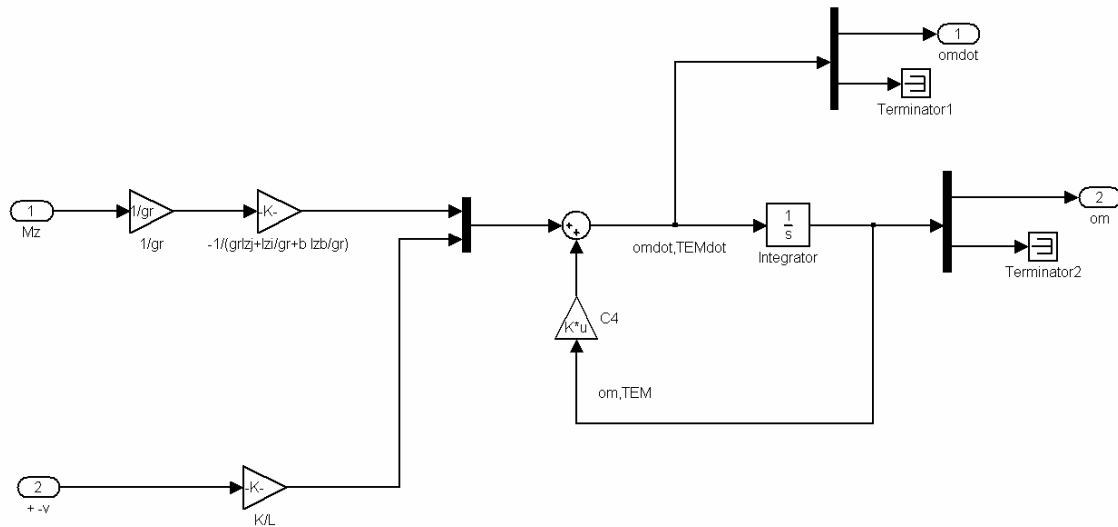 1
omdot
Terminator1
1
Mz
1/gr
1/gr
-K-
-1/(grIzj+Izi/gr+b Izb/gr)
omdot,TEMdot
1
s
Integrator
2
om
Terminator2
K*u
C4
om,TEM
2
+ -v
-K-
K/L